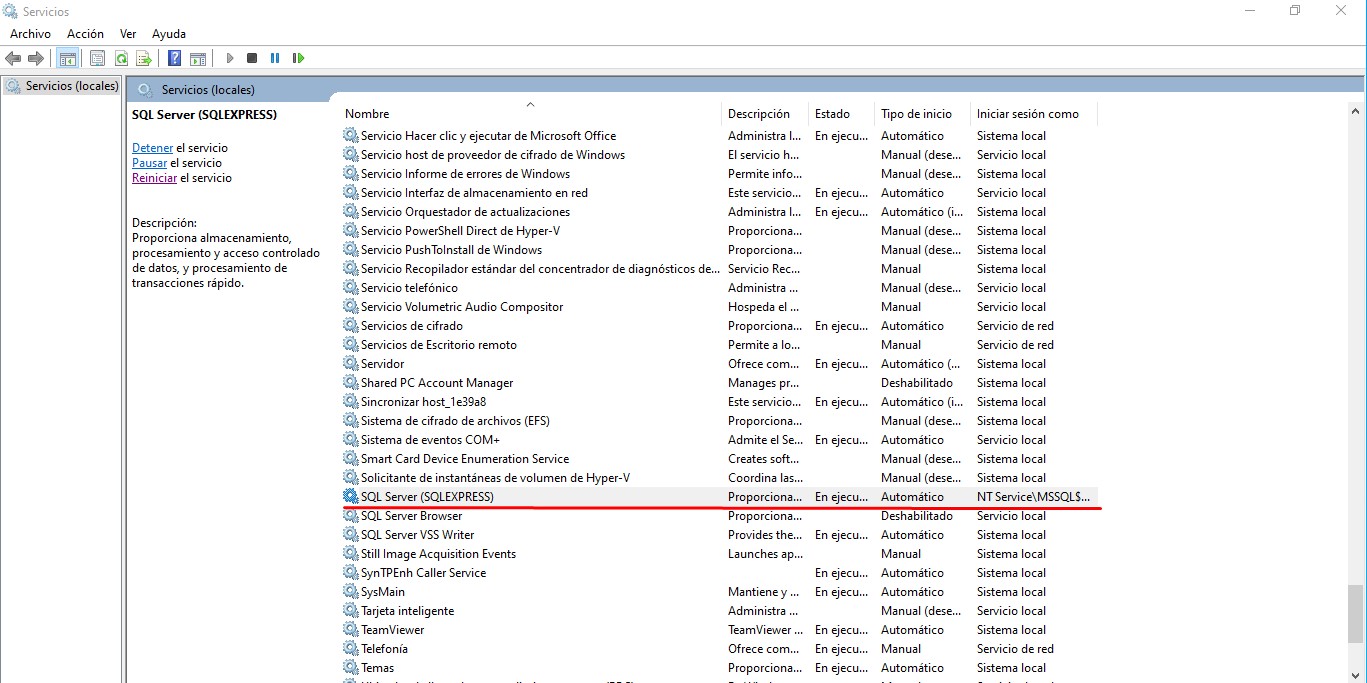 Servicios
Archivo Acción Ver Ayuda
Servicios (locales)
Servicios (locales)
SQL Server (SQLEXPRESS)
Detener el servicio
Pausar el servicio
Reiniciar el servicio
Descripción:
Proporciona almacenamiento,
procesamiento y acceso controlado
de datos, y procesamiento de
transacciones rápido.
Nombre Descripción Estado Tipo de inicio Iniciar sesión como
Servicio Hacer clic y ejecutar de Microsoft Office Administra l... En ejecu... Automático Sistema local
Servicio host de proveedor de cifrado de Windows El servicio h... Manual (dese... Servicio local
Servicio Informe de errores de Windows Permite info... Manual (dese... Sistema local
Servicio Interfaz de almacenamiento en red Este servicio... En ejecu... Automático Servicio local
Servicio Orquestador de actualizaciones Administra l... En ejecu... Automático (i... Sistema local
Servicio PowerShell Direct de Hyper-V Proporciona... Manual (dese... Sistema local
Servicio PushToInstall de Windows Proporciona... Manual (dese... Sistema local
Servicio Recopilador estándar del concentrador de diagnósticos de... Servicio Rec... Manual Sistema local
Servicio telefónico Administra ... Manual (dese... Servicio local
Servicio Volumetric Audio Compositor Hospeda el ... Manual Servicio local
Servicios de cifrado Proporciona... En ejecu... Automático Servicio de red
Servicios de Escritorio remoto Permite a lo... Manual Servicio de red
Servidor Ofrece com... En ejecu... Automático (... Sistema local
Shared PC Account Manager Manages pr... Deshabilitado Sistema local
Sincronizar host_1e39a8 Este servicio... En ejecu... Automático (i... Sistema local
Sistema de cifrado de archivos (EFS) Proporciona... Manual (dese... Sistema local
Sistema de eventos COM+ Admite el Se... En ejecu... Automático Servicio local
Smart Card Device Enumeration Service Creates soft... Manual (dese... Sistema local
Solicitante de instantáneas de volumen de Hyper-V Coordina las... Manual (dese... Sistema local
SQL Server (SQLEXPRESS) Proporciona... En ejecu... Automático NT Service\MSSQL$...
SQL Server Browser Proporciona... Deshabilitado Servicio local
SQL Server VSS Writer Provides the... En ejecu... Automático Sistema local
Still Image Acquisition Events Launches ap... Manual Sistema local
SynTPEnh Caller Service En ejecu... Automático Sistema local
SysMain Mantiene y ... En ejecu... Automático Sistema local
Tarjeta inteligente Administra ... Manual (dese... Servicio local
TeamViewer TeamViewer ... En ejecu... Automático Sistema local
Telefonía Ofrece com... En ejecu... Manual Servicio de red
Temas Proporciona... En ejecu... Automático Sistema local